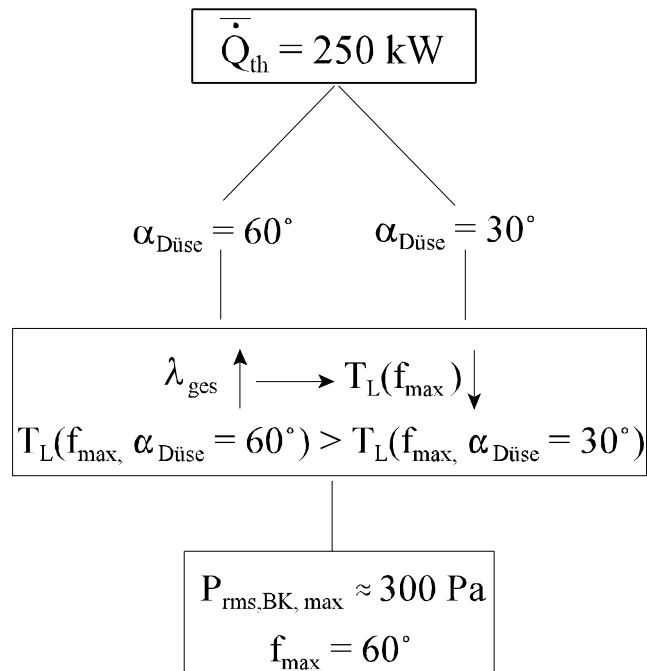 Q̇̅th = 250 kW
αDüse = 60° αDüse = 30°
λges ↑ → TL(fmax) ↓
TL(fmax, αDüse = 60°) > TL(fmax, αDüse = 30°)
Prms,BK, max ≈ 300 Pa
fmax = 60°